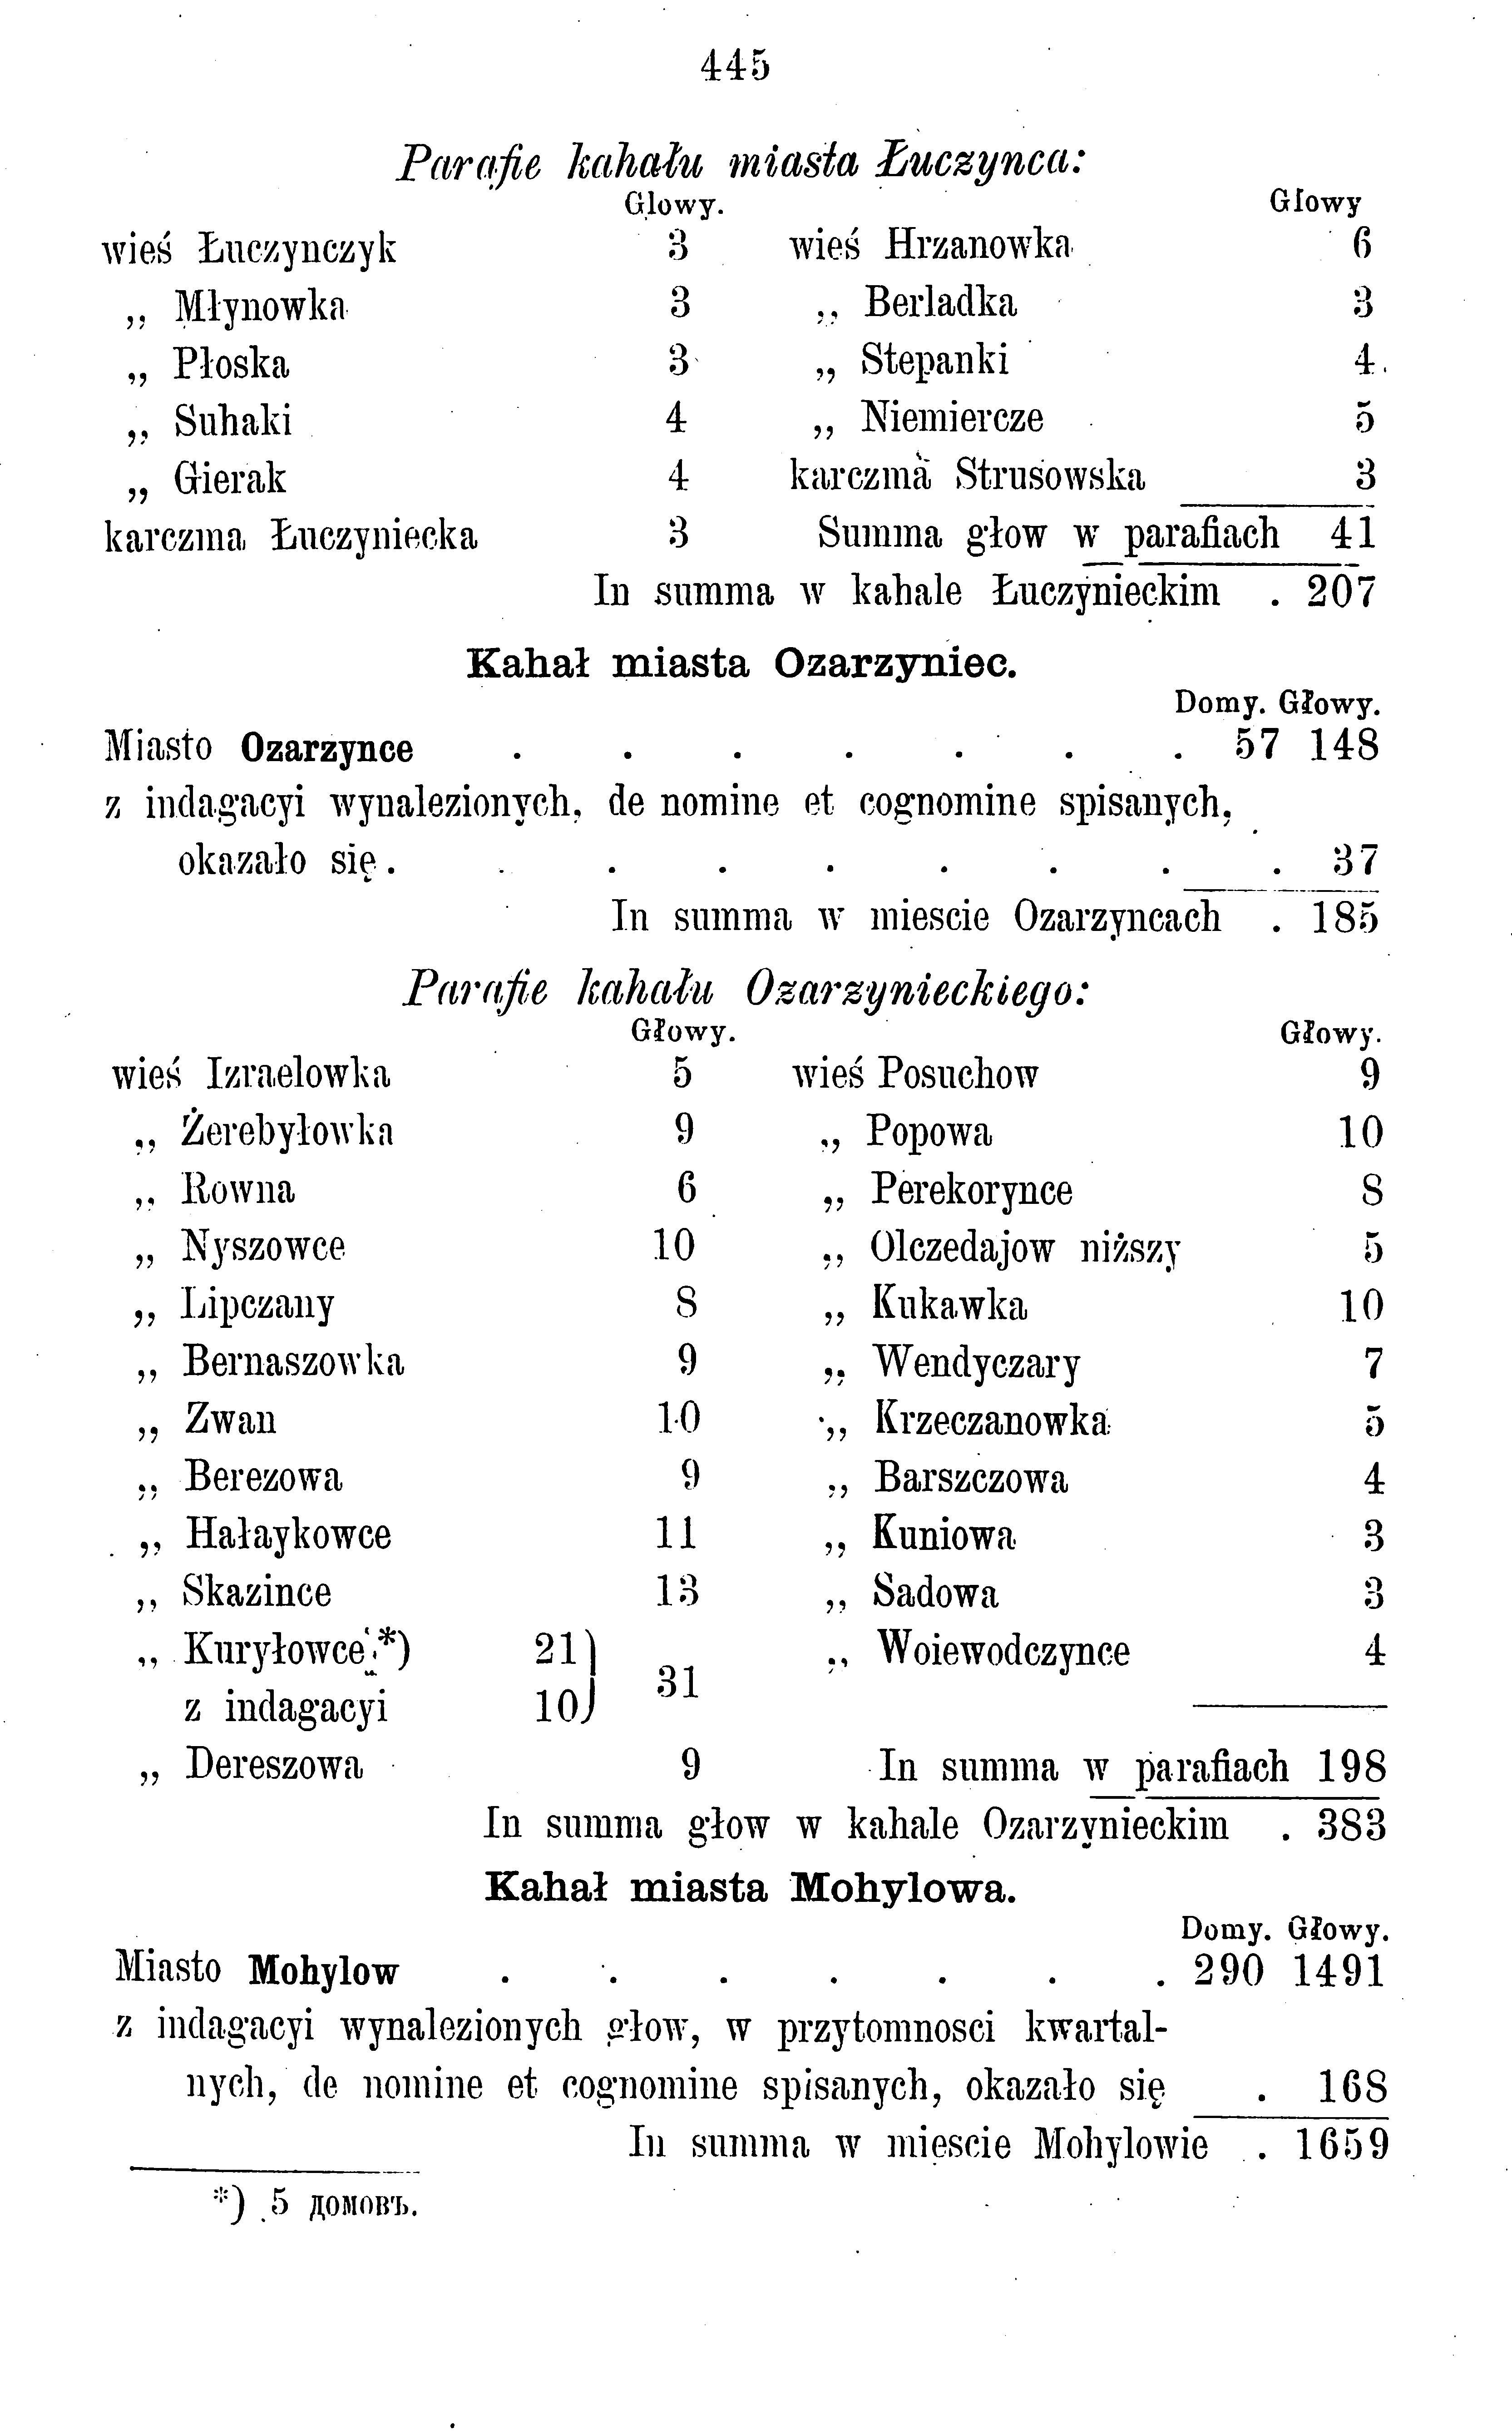 445
Parafie kahału miasta Łuczynca:
Głowy. Głowy
wieś Łuczynczyk 3 wieś Hrzanowka 6
„ Młynowka 3 „ Berladka 3
„ Płoska 3 „ Stepanki 4
„ Suhaki 4 „ Niemiercze 5
„ Gierak 4 karczma Strusowska 3
karczma Łuczyniecka 3 Summa głow w parafiach 41
In summa w kahale Łuczynieckim . 207
Kahał miasta Ozarzyniec.
Domy. Głowy.
Miasto Ozarzynce . . . . . . . 57 148
z indagacyi wynalezionych, de nomine et cognomine spisanych,
okazało się . . . . . . . . . 37
In summa w miescie Ozarzyncach . 185
Parafie kahału Ozarzynieckiego:
Głowy. Głowy.
wieś Izraelowka 5 wieś Posuchow 9
„ Żerebyłowka 9 „ Popowa 10
„ Rowna 6 „ Perekorynce 8
„ Nyszowce 10 „ Olczedajow niższy 5
„ Lipczany 8 „ Kukawka 10
„ Bernaszowka 9 „ Wendyczary 7
„ Zwan 10 „ Krzeczanowka 5
„ Berezowa 9 „ Barszczowa 4
„ Hałaykowce 11 „ Kuniowa 3
„ Skazince 13 „ Sadowa 3
„ Kuryłowce *) 21) 31 „ Woiewodczynce 4
z indagacyi 10)
„ Dereszowa 9 In summa w parafiach 198
In summa głow w kahale Ozarzynieckim . 383
Kahał miasta Mohylowa.
Domy. Głowy.
Miasto Mohylow . . . . . . . 290 1491
z indagacyi wynalezionych głow, w przytomnosci kwartal-
nych, de nomine et cognomine spisanych, okazało się . 168
In summa w miescie Mohylowie . 1659
*) 5 домовъ.